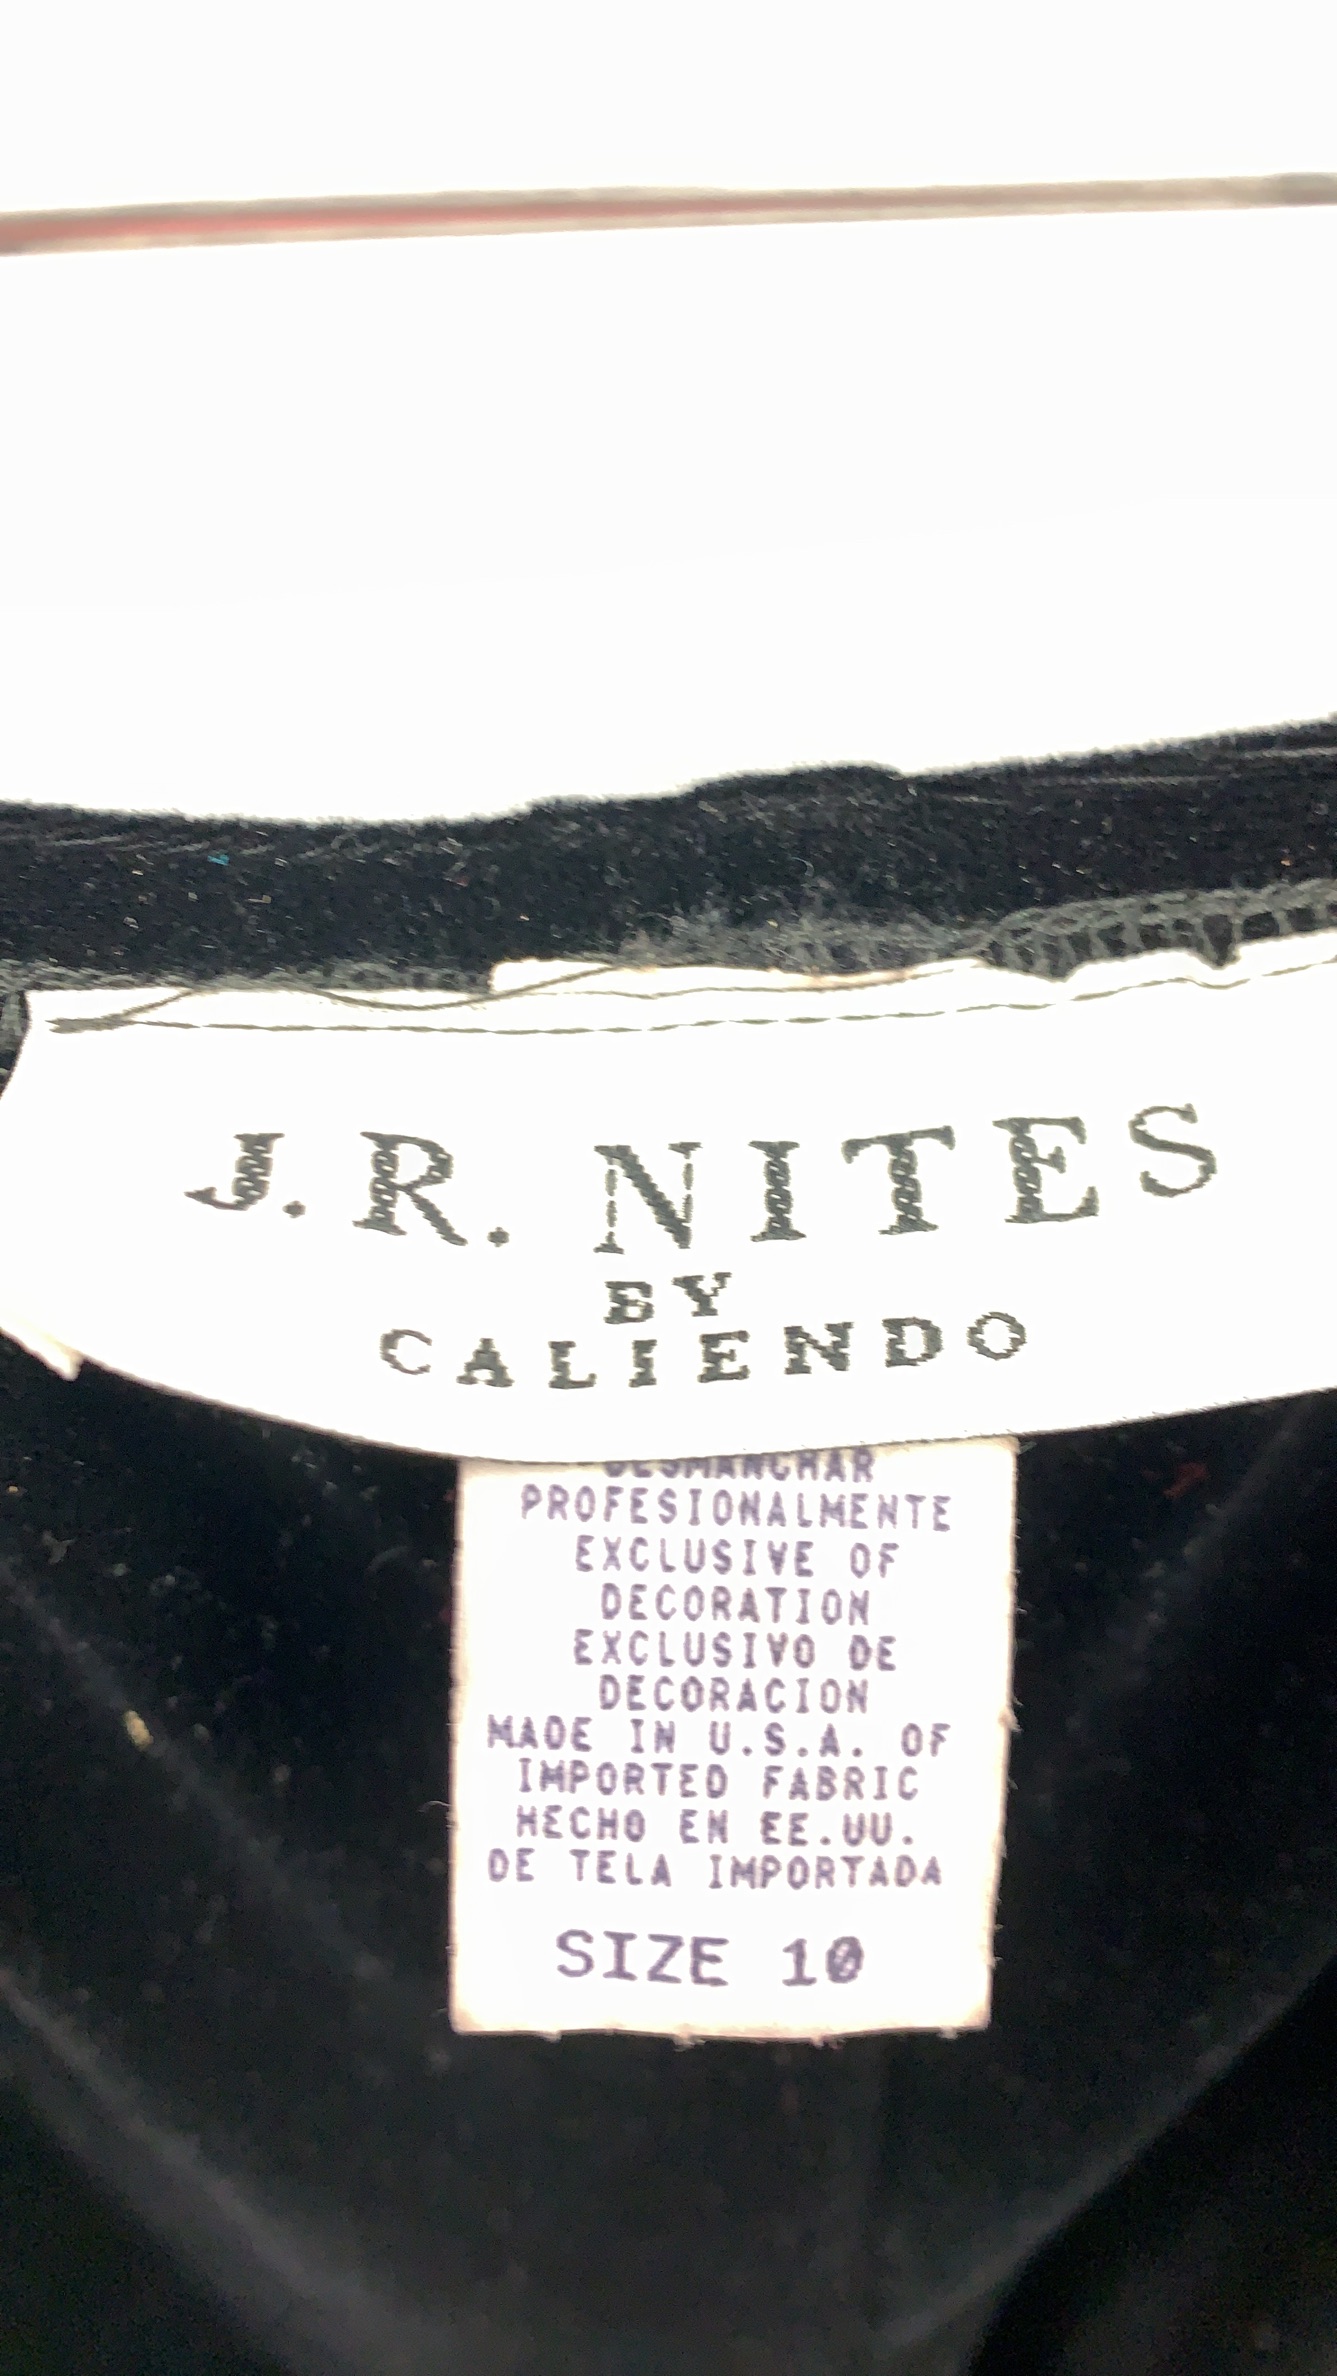 J.R. NITES
BY
CALIENDO
DESMANCHAR
PROFESIONALMENTE
EXCLUSIVE OF
DECORATION
EXCLUSIVO DE
DECORACION
MADE IN U.S.A. OF
IMPORTED FABRIC
HECHO EN EE.UU.
DE TELA IMPORTADA
SIZE 10